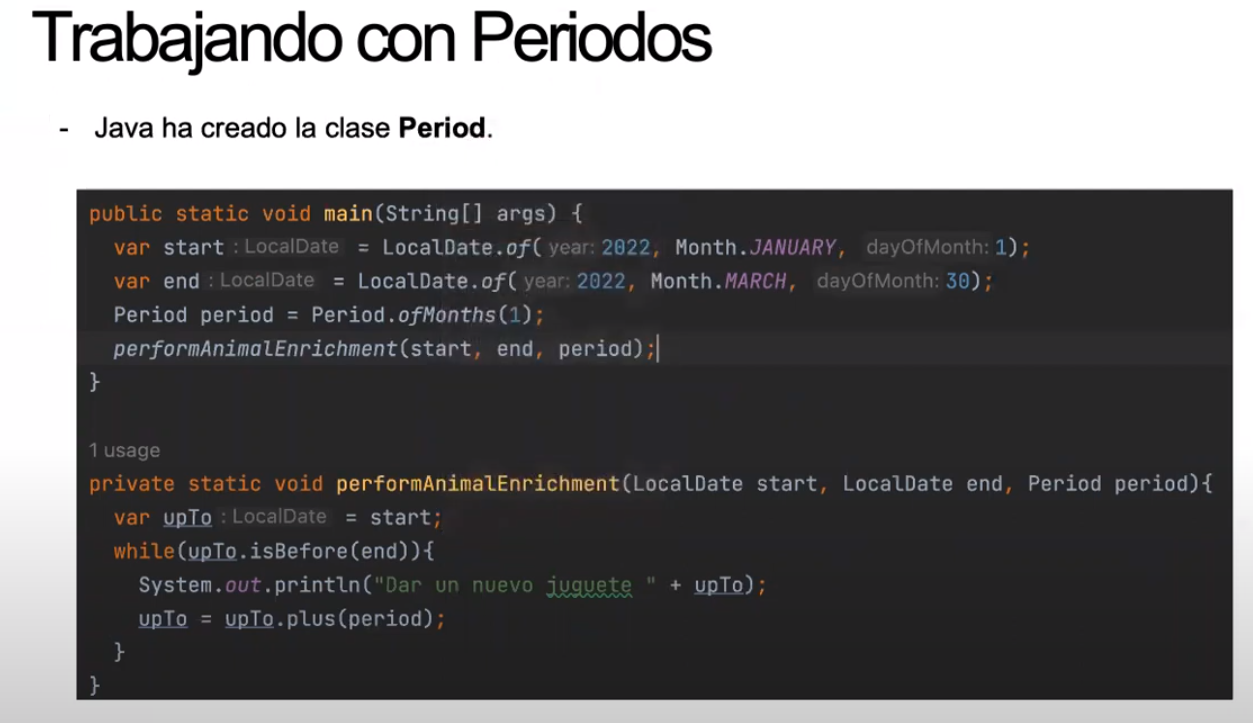 Trabajando con Periodos
- Java ha creado la clase Period.
public static void main(String[] args) {
var start : LocalDate = LocalDate.of( year: 2022, Month.JANUARY, dayOfMonth: 1);
var end : LocalDate = LocalDate.of( year: 2022, Month.MARCH, dayOfMonth: 30);
Period period = Period.ofMonths(1);
performAnimalEnrichment(start, end, period);
}
1 usage
private static void performAnimalEnrichment(LocalDate start, LocalDate end, Period period){
var upTo : LocalDate = start;
while(upTo.isBefore(end)){
System.out.println("Dar un nuevo juguete " + upTo);
upTo = upTo.plus(period);
}
}